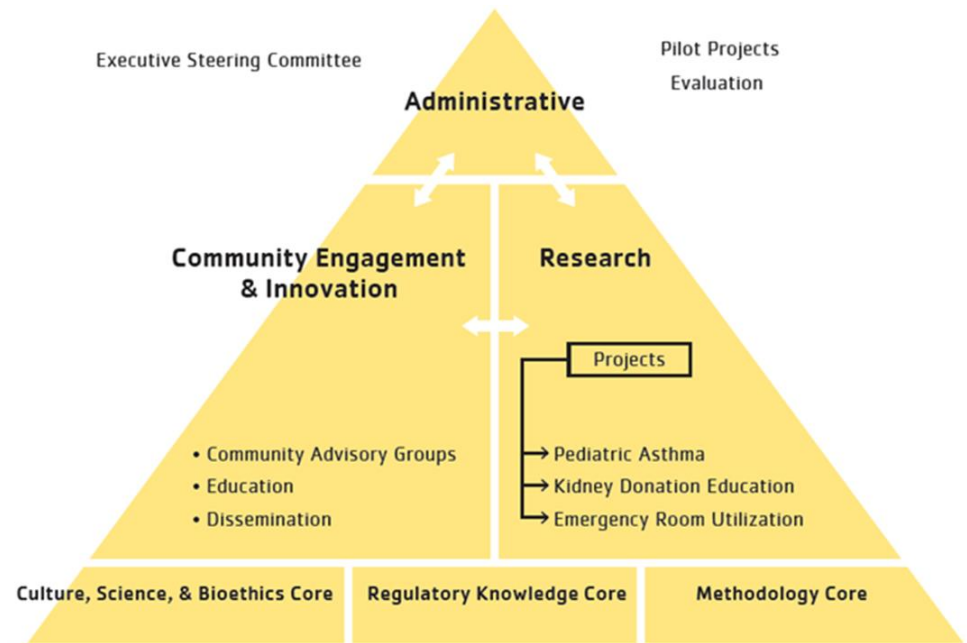 Executive Steering Committee
Pilot Projects
Evaluation
Administrative
Community Engagement
& Innovation
Research
Projects
• Community Advisory Groups
• Education
• Dissemination
Pediatric Asthma
Kidney Donation Education
Emergency Room Utilization
Culture, Science, & Bioethics Core
Regulatory Knowledge Core
Methodology Core